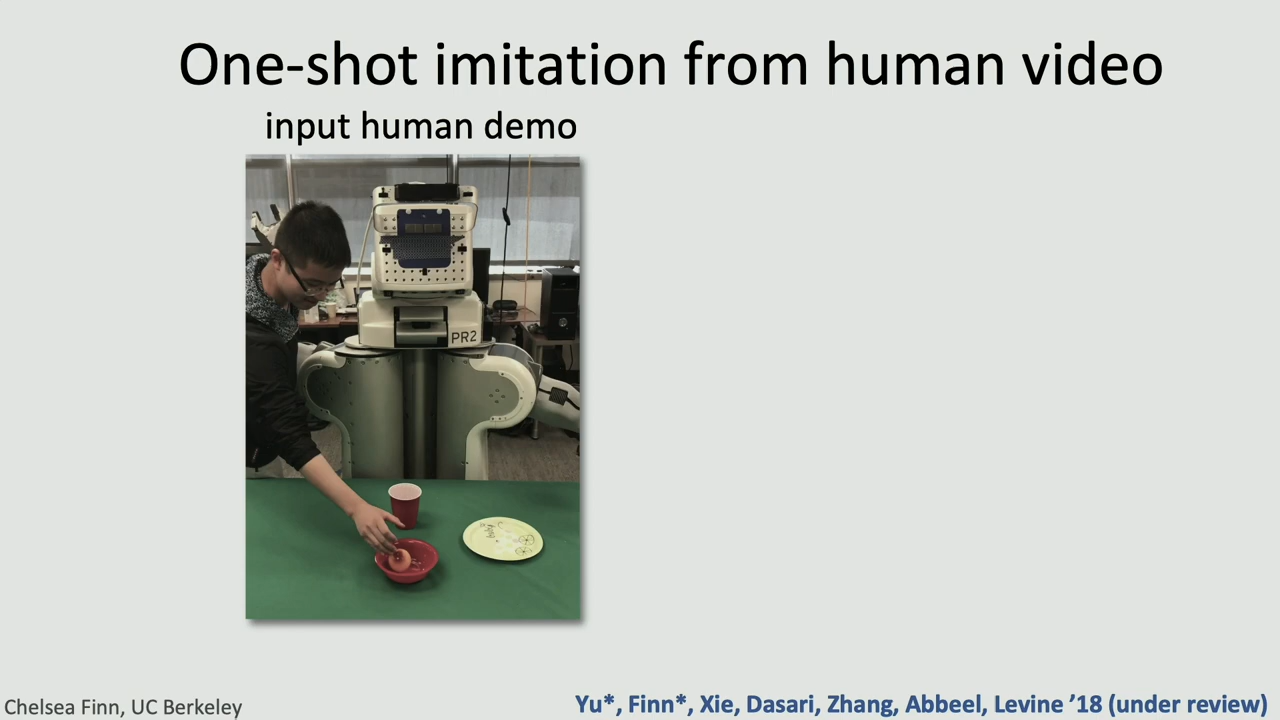 One-shot imitation from human video
input human demo
PR2
Chelsea Finn, UC Berkeley
Yu*, Finn*, Xie, Dasari, Zhang, Abbeel, Levine ’18 (under review)